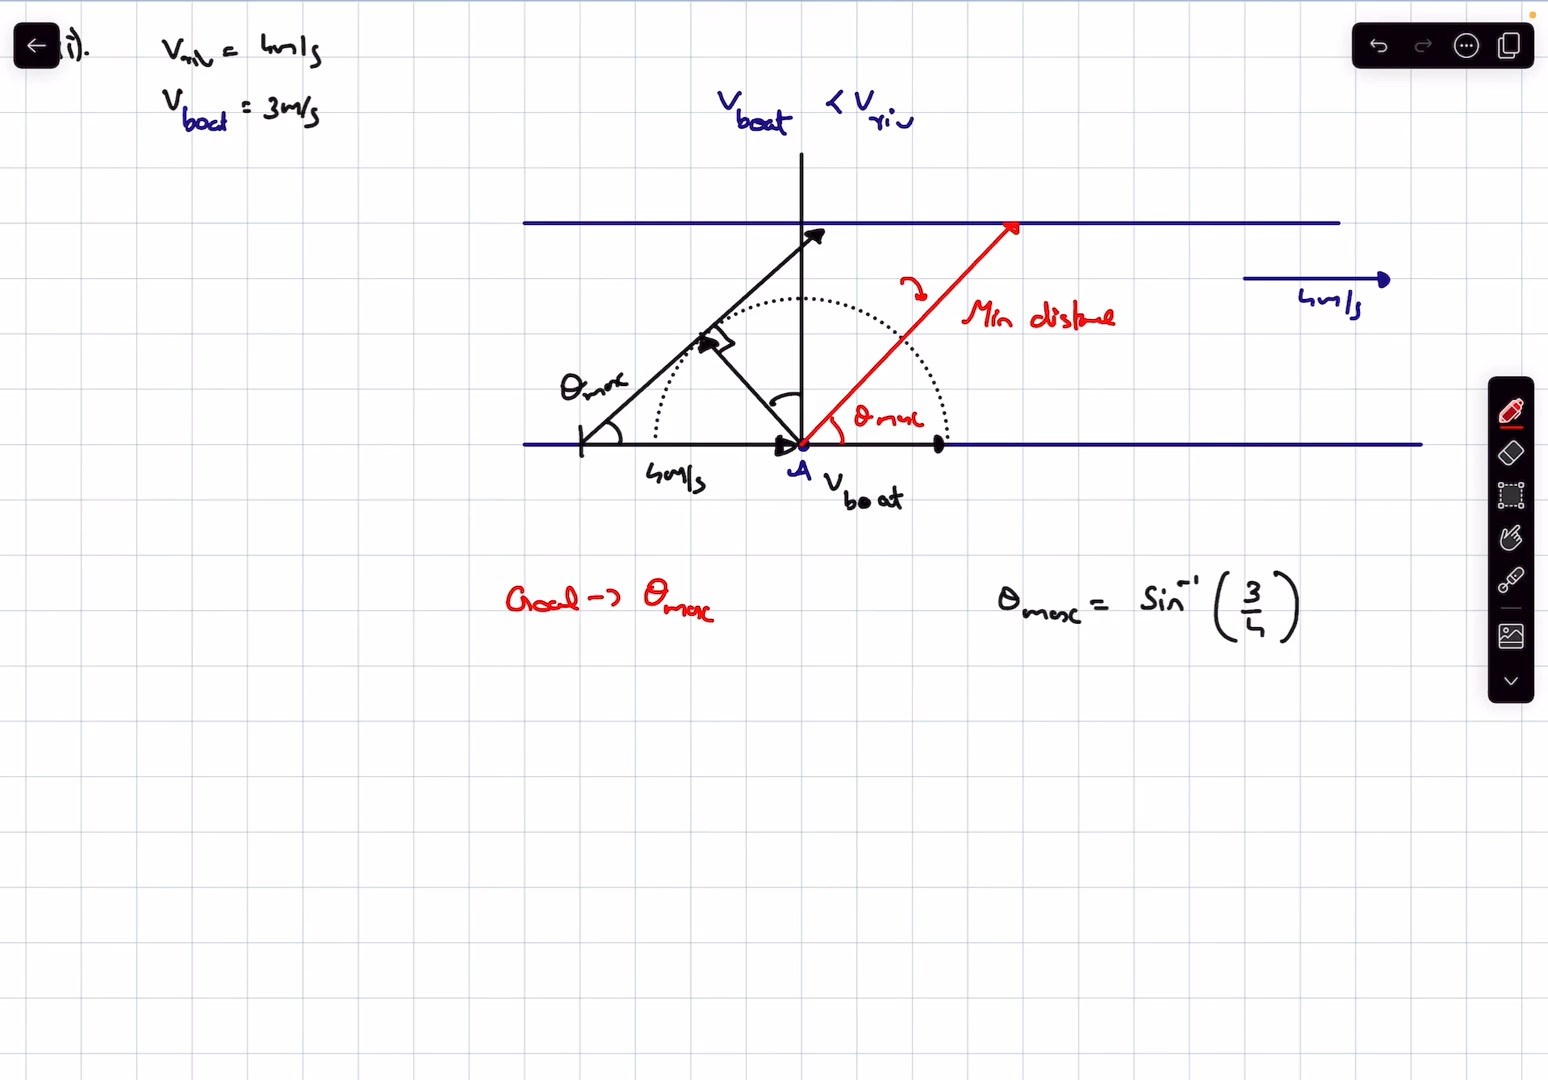 i).
V_riv = 4m/s
V_boat = 3m/s
V_boat < V_riv
4m/s
Min distance
θ_max
θ_max
4m/s
A
V_boat
Goal -> θ_max
θ_max = Sin⁻¹ (3/4)